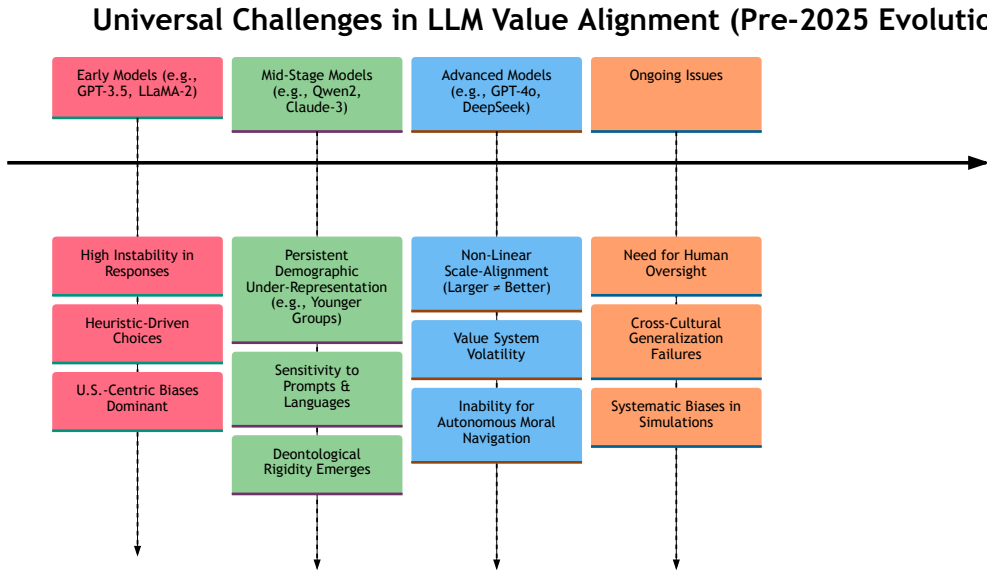 Universal Challenges in LLM Value Alignment (Pre-2025 Evolutio
Early Models (e.g.,
GPT-3.5, LLaMA-2)
Mid-Stage Models
(e.g., Qwen2,
Claude-3)
Advanced Models
(e.g., GPT-4o,
DeepSeek)
Ongoing Issues
High Instability in
Responses
Heuristic-Driven
Choices
U.S.-Centric Biases
Dominant
Persistent
Demographic
Under-Representation
(e.g., Younger
Groups)
Sensitivity to
Prompts &
Languages
Deontological
Rigidity Emerges
Non-Linear
Scale-Alignment
(Larger ≠ Better)
Value System
Volatility
Inability for
Autonomous Moral
Navigation
Need for Human
Oversight
Cross-Cultural
Generalization
Failures
Systematic Biases in
Simulations